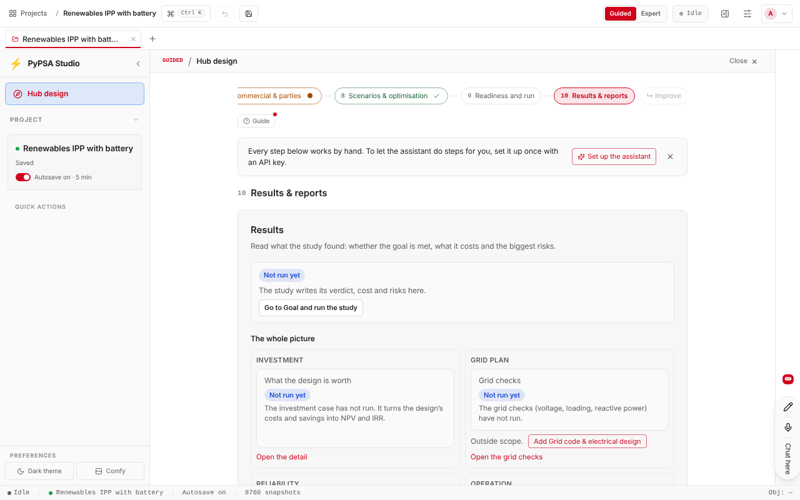 Projects / Renewables IPP with battery Ctrl K Guided Expert Idle A
Renewables IPP with batt...
PyPSA Studio
GUIDED / Hub design Close
Hub design
ommercial & parties 8 Scenarios & optimisation 9 Readiness and run 10 Results & reports Improve
Guide
PROJECT
Renewables IPP with battery
Saved
Autosave on · 5 min
QUICK ACTIONS
Every step below works by hand. To let the assistant do steps for you, set it up once with
an API key.
Set up the assistant
10 Results & reports
Results
Read what the study found: whether the goal is met, what it costs and the biggest risks.
Not run yet
The study writes its verdict, cost and risks here.
Go to Goal and run the study
The whole picture
INVESTMENT
What the design is worth
Not run yet
The investment case has not run. It turns the design's
costs and savings into NPV and IRR.
Open the detail
GRID PLAN
Grid checks
Not run yet
The grid checks (voltage, loading, reactive power)
have not run.
Outside scope. Add Grid code & electrical design
Open the grid checks
RELIABILITY
OPERATION
Chat here
PREFERENCES
Dark theme Comfy
Idle Renewables IPP with battery Autosave on 8760 snapshots Obj: —